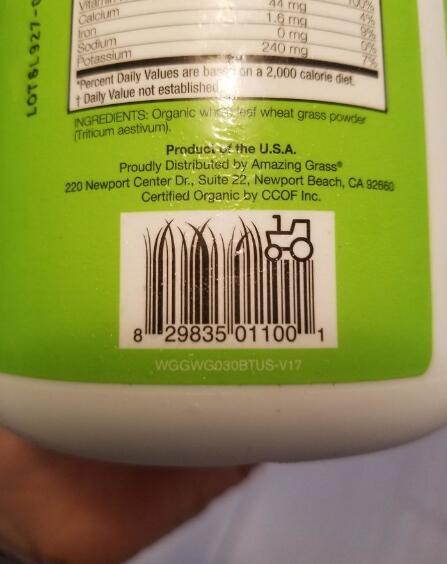 LOT6L327-
Vitamin 100%
Calcium 44 mg 4%
Iron 1.6 mg 9%
Sodium 0 mg 0%
Potassium 240 mg 7%
*Percent Daily Values are based on a 2,000 calorie diet.
† Daily Value not established.
INGREDIENTS: Organic whole leaf wheat grass powder
(Triticum aestivum).
Product of the U.S.A.
Proudly Distributed by Amazing Grass®
220 Newport Center Dr., Suite 22, Newport Beach, CA 92660
Certified Organic by CCOF Inc.
8 29835 01100 1
WGGWG030BTUS-V17